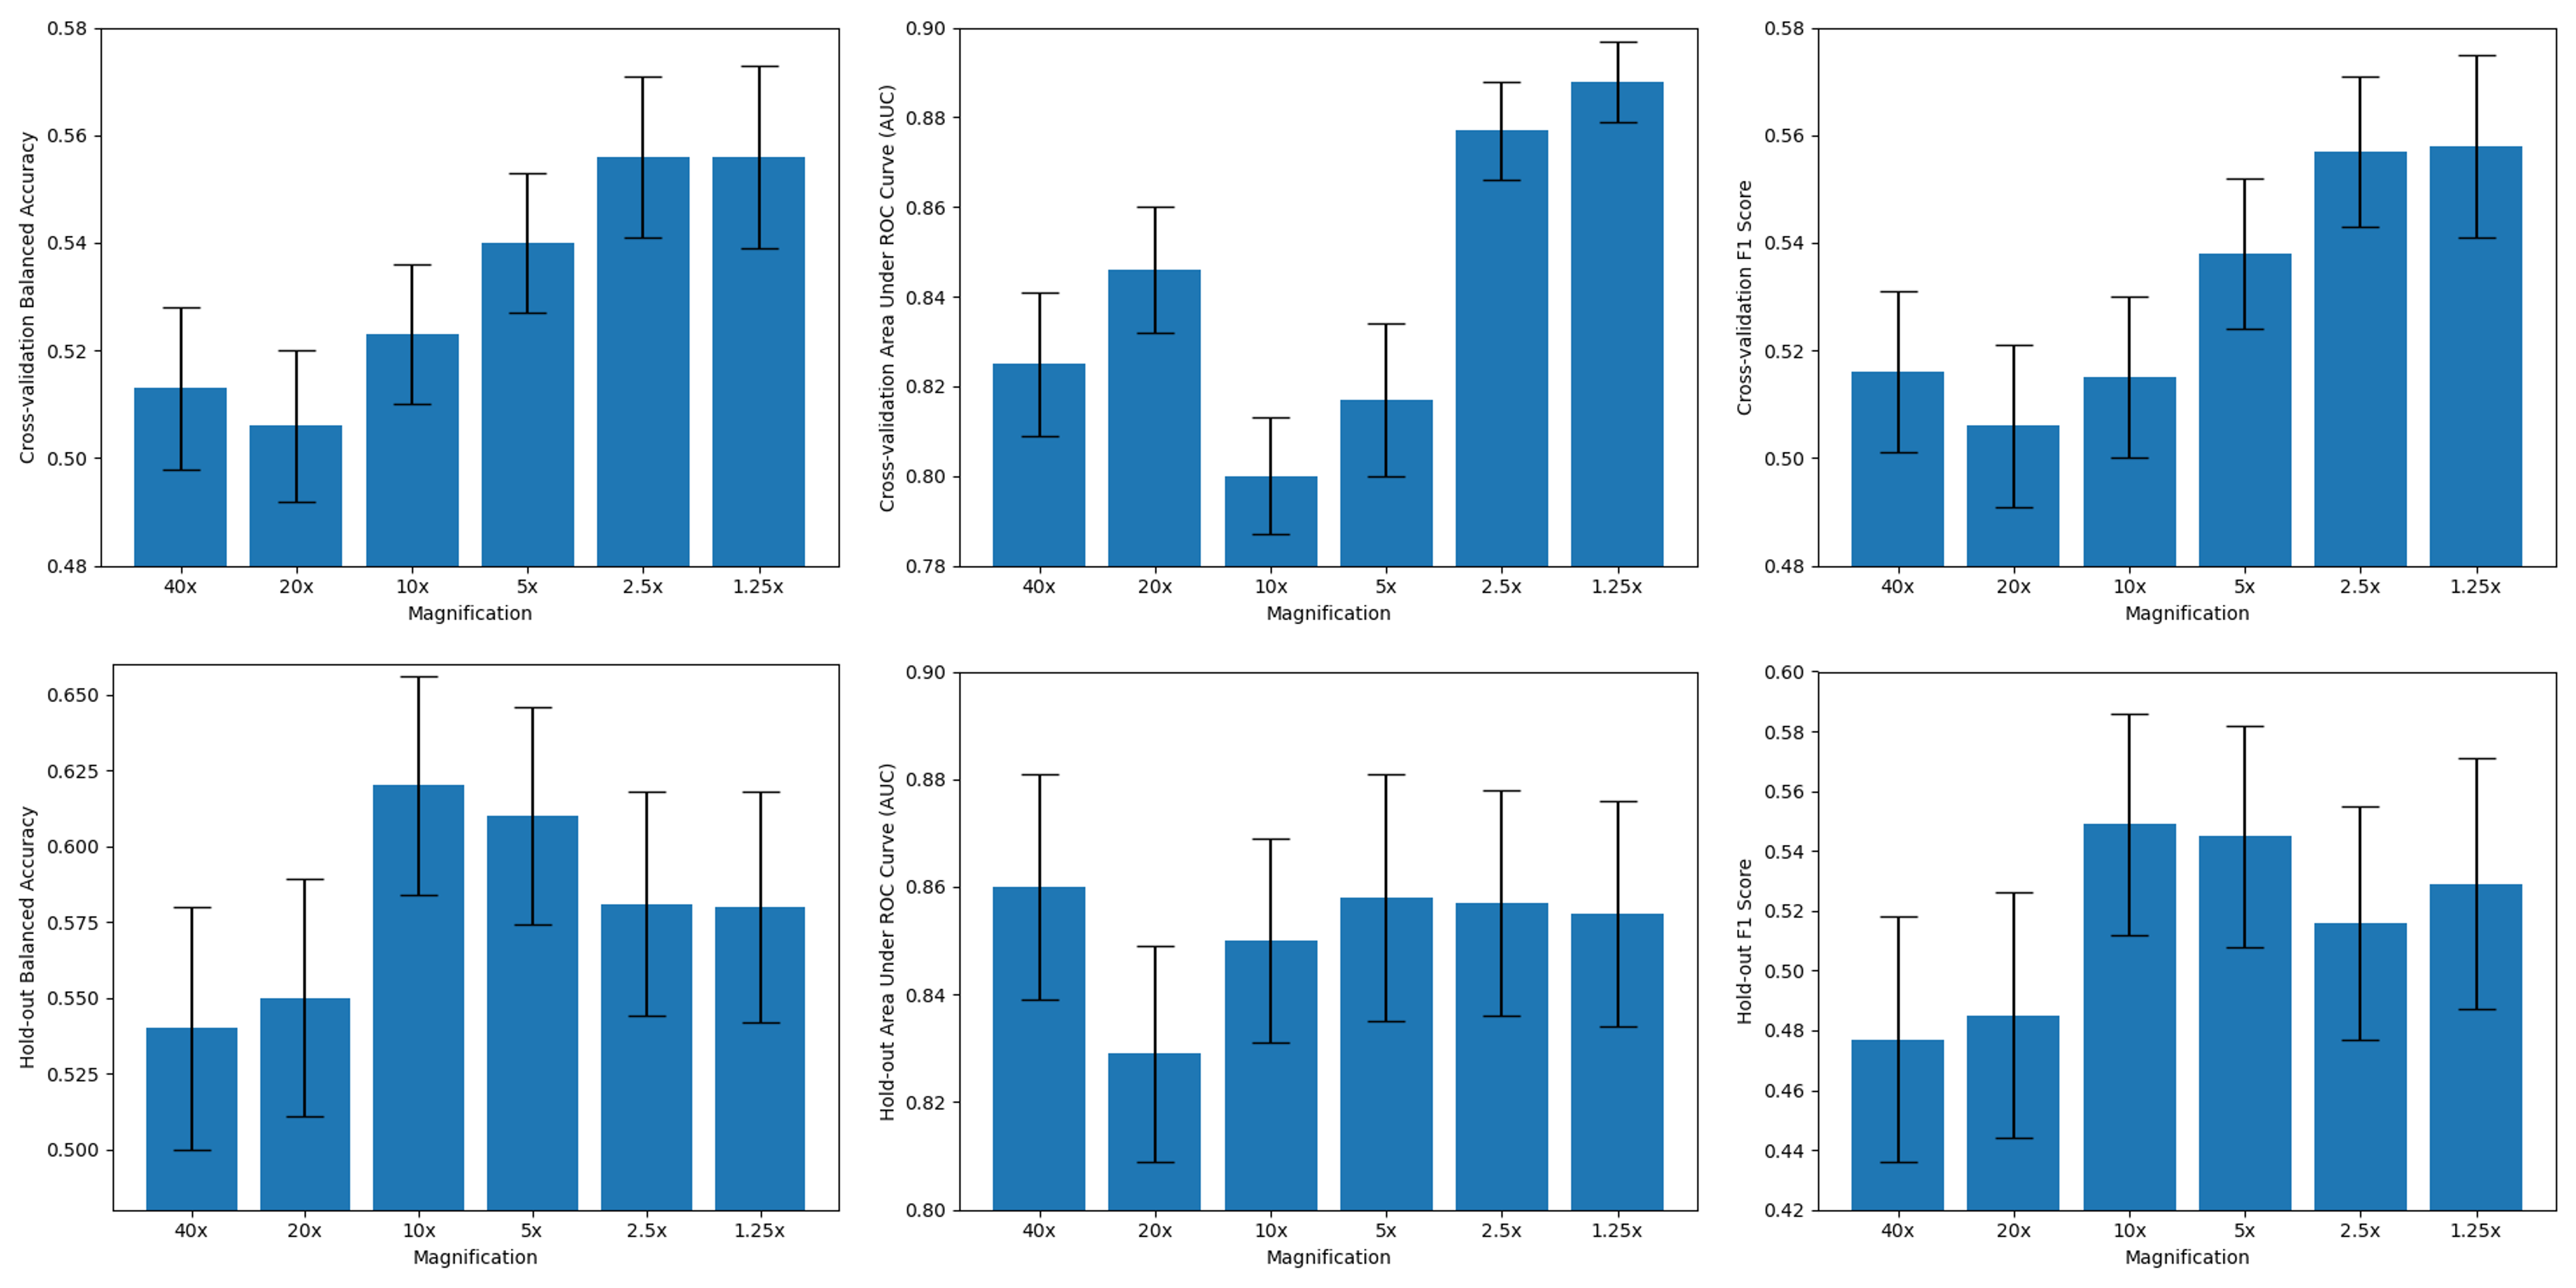 Cross-validation Balanced Accuracy
0.58
0.56
0.54
0.52
0.50
0.48
40x 20x 10x 5x 2.5x 1.25x
Magnification
Cross-validation Area Under ROC Curve (AUC)
0.90
0.88
0.86
0.84
0.82
0.80
0.78
40x 20x 10x 5x 2.5x 1.25x
Magnification
Cross-validation F1 Score
0.58
0.56
0.54
0.52
0.50
0.48
40x 20x 10x 5x 2.5x 1.25x
Magnification
Hold-out Balanced Accuracy
0.650
0.625
0.600
0.575
0.550
0.525
0.500
40x 20x 10x 5x 2.5x 1.25x
Magnification
Hold-out Area Under ROC Curve (AUC)
0.90
0.88
0.86
0.84
0.82
0.80
40x 20x 10x 5x 2.5x 1.25x
Magnification
Hold-out F1 Score
0.60
0.58
0.56
0.54
0.52
0.50
0.48
0.46
0.44
0.42
40x 20x 10x 5x 2.5x 1.25x
Magnification